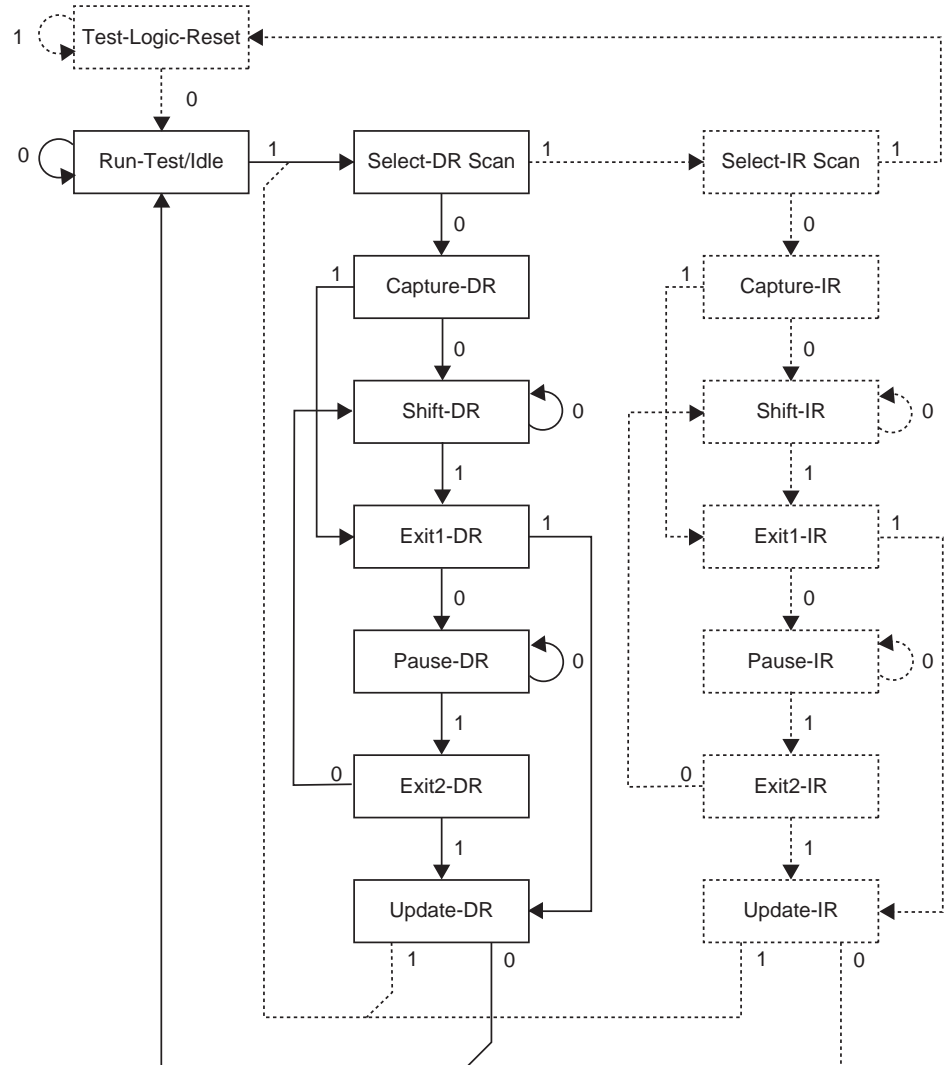 1
Test-Logic-Reset
0
0
Run-Test/Idle
1
Select-DR Scan
1
Select-IR Scan
1
0
0
1
Capture-DR
1
Capture-IR
0
0
Shift-DR
0
Shift-IR
0
1
1
Exit1-DR
1
Exit1-IR
1
0
0
Pause-DR
0
Pause-IR
0
1
1
0
Exit2-DR
0
Exit2-IR
1
1
Update-DR
Update-IR
1
0
1
0